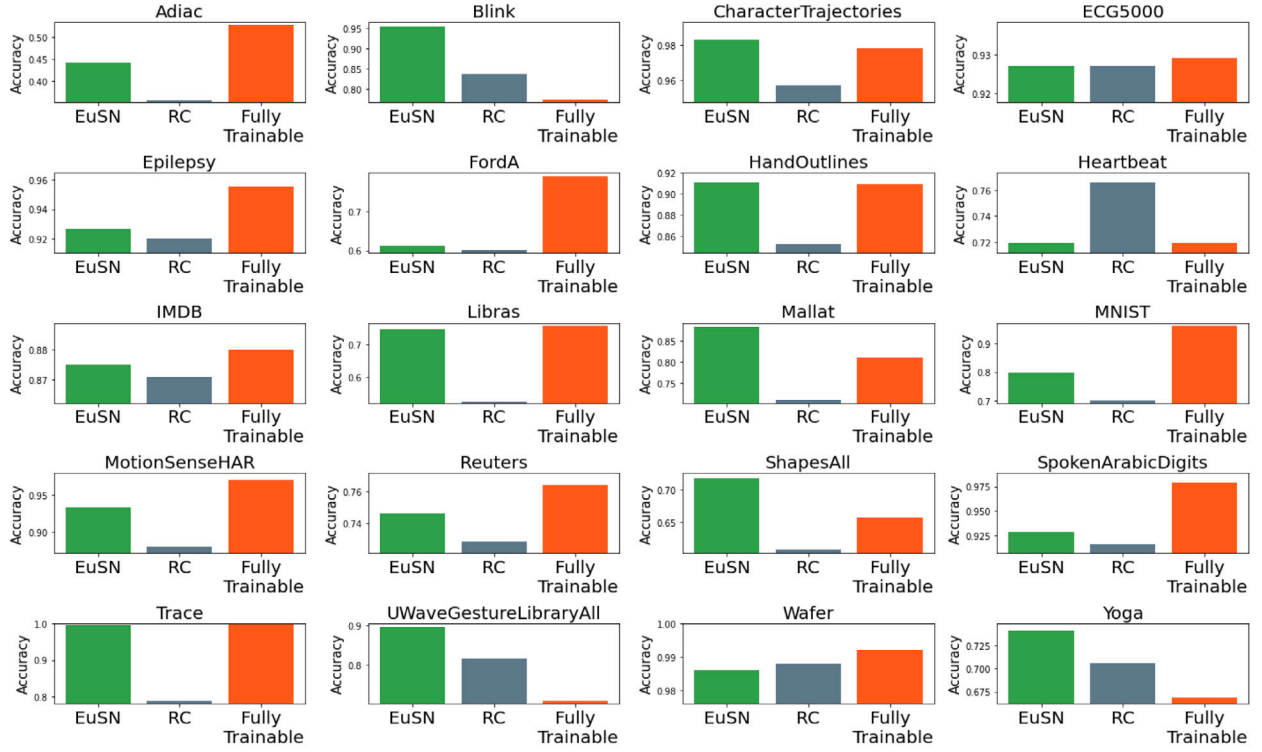 Adiac
Accuracy
0.50
0.45
0.40
EuSN RC Fully
Trainable
Blink
Accuracy
0.95
0.90
0.85
0.80
EuSN RC Fully
Trainable
CharacterTrajectories
Accuracy
0.98
0.96
EuSN RC Fully
Trainable
ECG5000
Accuracy
0.93
0.92
EuSN RC Fully
Trainable
Epilepsy
Accuracy
0.96
0.94
0.92
EuSN RC Fully
Trainable
FordA
Accuracy
0.7
0.6
EuSN RC Fully
Trainable
HandOutlines
Accuracy
0.92
0.90
0.88
0.86
EuSN RC Fully
Trainable
Heartbeat
Accuracy
0.76
0.74
0.72
EuSN RC Fully
Trainable
IMDB
Accuracy
0.88
0.87
EuSN RC Fully
Trainable
Libras
Accuracy
0.7
0.6
EuSN RC Fully
Trainable
Mallat
Accuracy
0.85
0.80
0.75
EuSN RC Fully
Trainable
MNIST
Accuracy
0.9
0.8
0.7
EuSN RC Fully
Trainable
MotionSenseHAR
Accuracy
0.95
0.90
EuSN RC Fully
Trainable
Reuters
Accuracy
0.76
0.74
EuSN RC Fully
Trainable
ShapesAll
Accuracy
0.70
0.65
EuSN RC Fully
Trainable
SpokenArabicDigits
Accuracy
0.975
0.950
0.925
EuSN RC Fully
Trainable
Trace
Accuracy
1.0
0.9
0.8
EuSN RC Fully
Trainable
UWaveGestureLibraryAll
Accuracy
0.9
0.8
EuSN RC Fully
Trainable
Wafer
Accuracy
1.00
0.99
0.98
EuSN RC Fully
Trainable
Yoga
Accuracy
0.725
0.700
0.675
EuSN RC Fully
Trainable